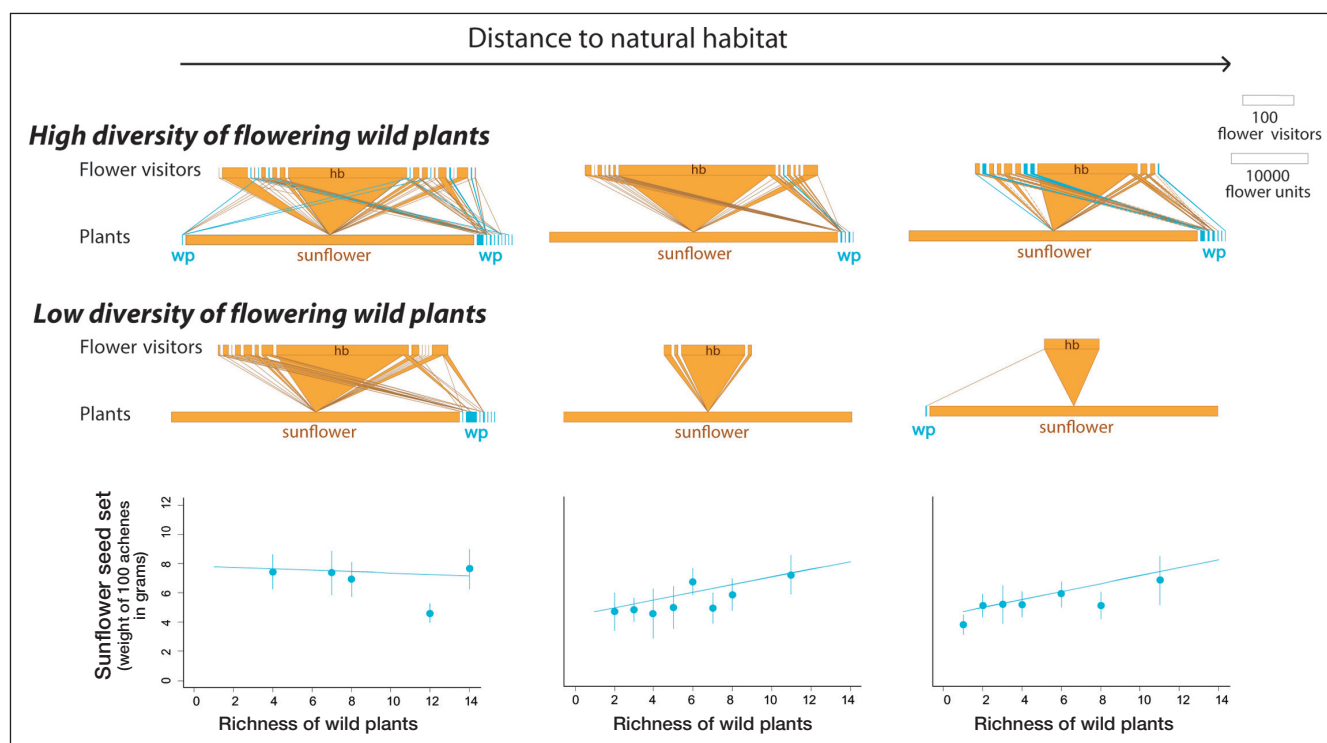 Distance to natural habitat
100
flower visitors
10000
flower units
High diversity of flowering wild plants
Flower visitors
hb
hb
hb
Plants
wp
sunflower
wp
sunflower
wp
sunflower
wp
Low diversity of flowering wild plants
Flower visitors
hb
hb
hb
Plants
sunflower
wp
sunflower
wp
sunflower
Sunflower seed set
(weight of 100 achenes
in grams)
0 2 4 6 8 10 12
0 2 4 6 8 10 12 14
Richness of wild plants
0 2 4 6 8 10 12 14
Richness of wild plants
0 2 4 6 8 10 12 14
Richness of wild plants